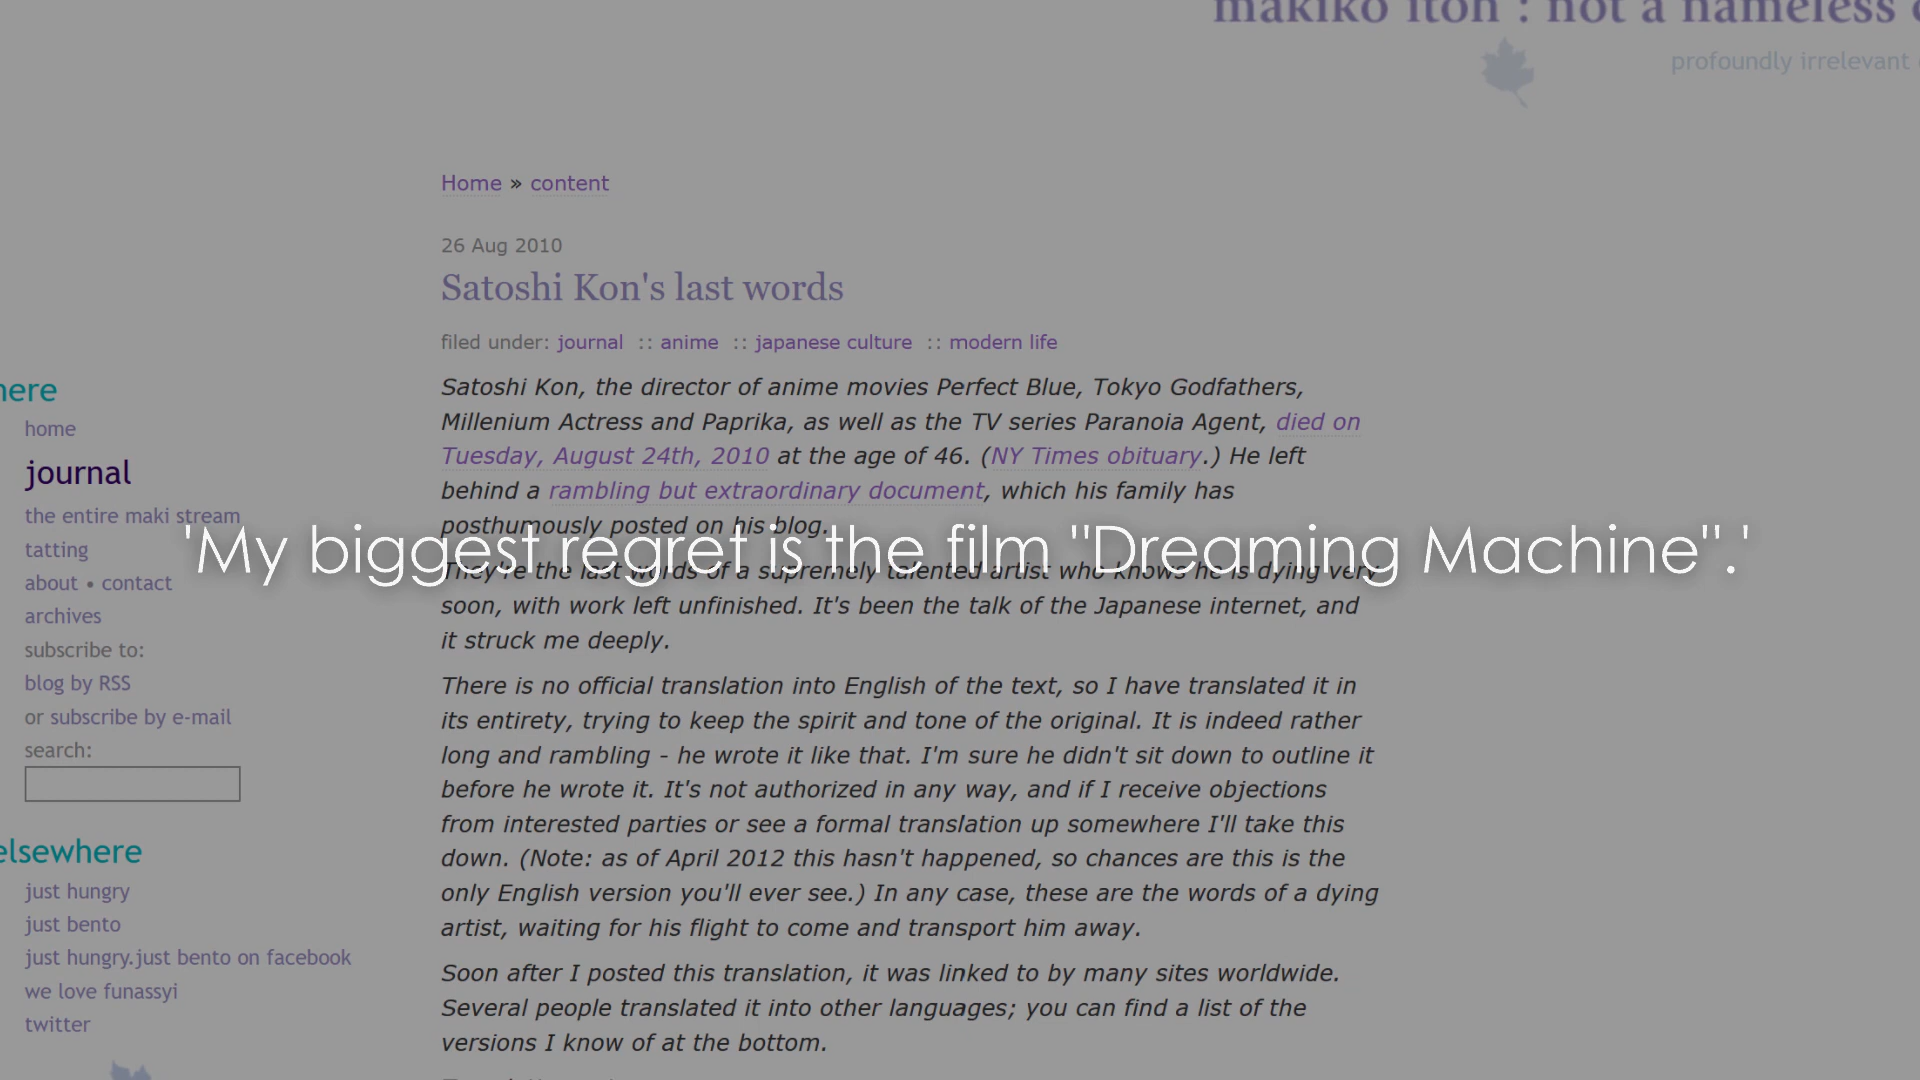 makiko itoh : not a nameless
profoundly irrelevant
Home » content
26 Aug 2010
Satoshi Kon's last words
filed under: journal :: anime :: japanese culture :: modern life
Satoshi Kon, the director of anime movies Perfect Blue, Tokyo Godfathers,
Millenium Actress and Paprika, as well as the TV series Paranoia Agent, died on
Tuesday, August 24th, 2010 at the age of 46. (NY Times obituary.) He left
behind a rambling but extraordinary document, which his family has
posthumously posted on his blog.
'My biggest regret is the film "Dreaming Machine".'
They're the last words of a supremely talented artist who knows he is dying very
soon, with work left unfinished. It's been the talk of the Japanese internet, and
it struck me deeply.
There is no official translation into English of the text, so I have translated it in
its entirety, trying to keep the spirit and tone of the original. It is indeed rather
long and rambling - he wrote it like that. I'm sure he didn't sit down to outline it
before he wrote it. It's not authorized in any way, and if I receive objections
from interested parties or see a formal translation up somewhere I'll take this
down. (Note: as of April 2012 this hasn't happened, so chances are this is the
only English version you'll ever see.) In any case, these are the words of a dying
artist, waiting for his flight to come and transport him away.
Soon after I posted this translation, it was linked to by many sites worldwide.
Several people translated it into other languages; you can find a list of the
versions I know of at the bottom.
here
home
journal
the entire maki stream
tatting
about • contact
archives
subscribe to:
blog by RSS
or subscribe by e-mail
search:
elsewhere
just hungry
just bento
just hungry.just bento on facebook
we love funassyi
twitter